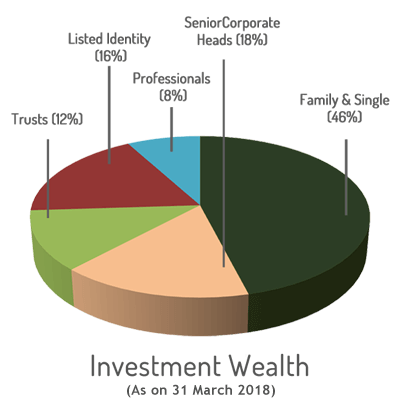 SeniorCorporate
Heads (18%)
Listed Identity
(16%)
Professionals
(8%)
Family & Single
(46%)
Trusts (12%)
Investment Wealth
(As on 31 March 2018)